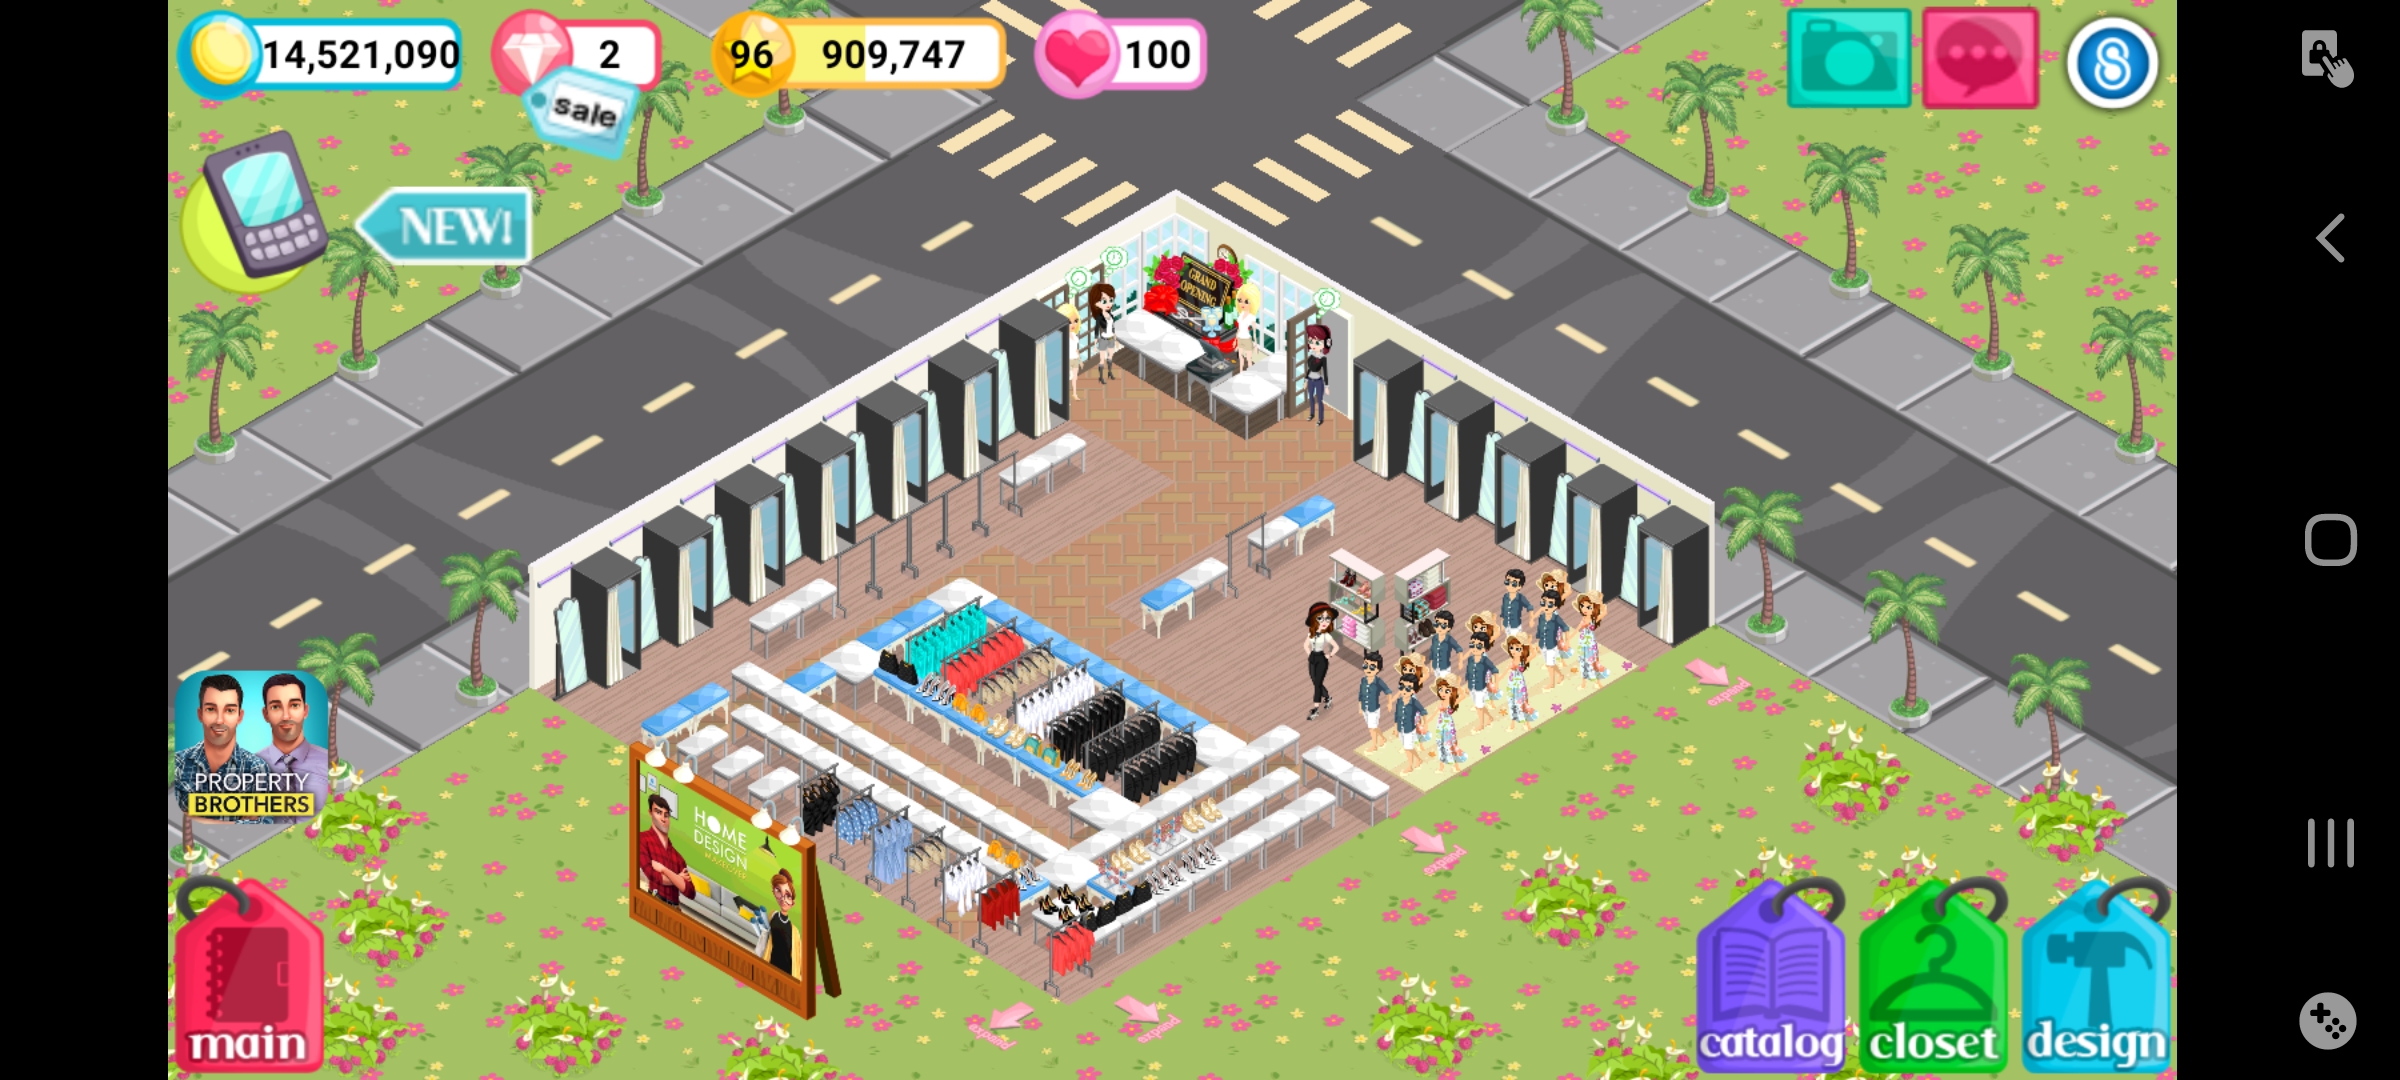 14,521,090
2
96
909,747
100
sale
NEW!
GRAND
OPENING
expand
PROPERTY
BROTHERS
HOME
DESIGN
MAKEOVER
expand
expand
expand
main
catalog
closet
design